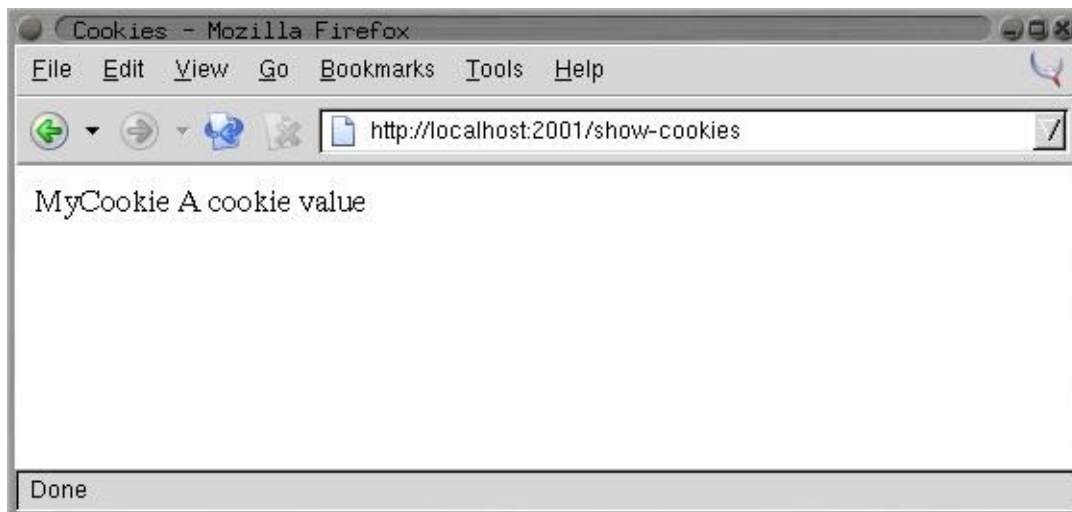 Cookies - Mozilla Firefox
File Edit View Go Bookmarks Tools Help
http://localhost:2001/show-cookies
MyCookie A cookie value
Done